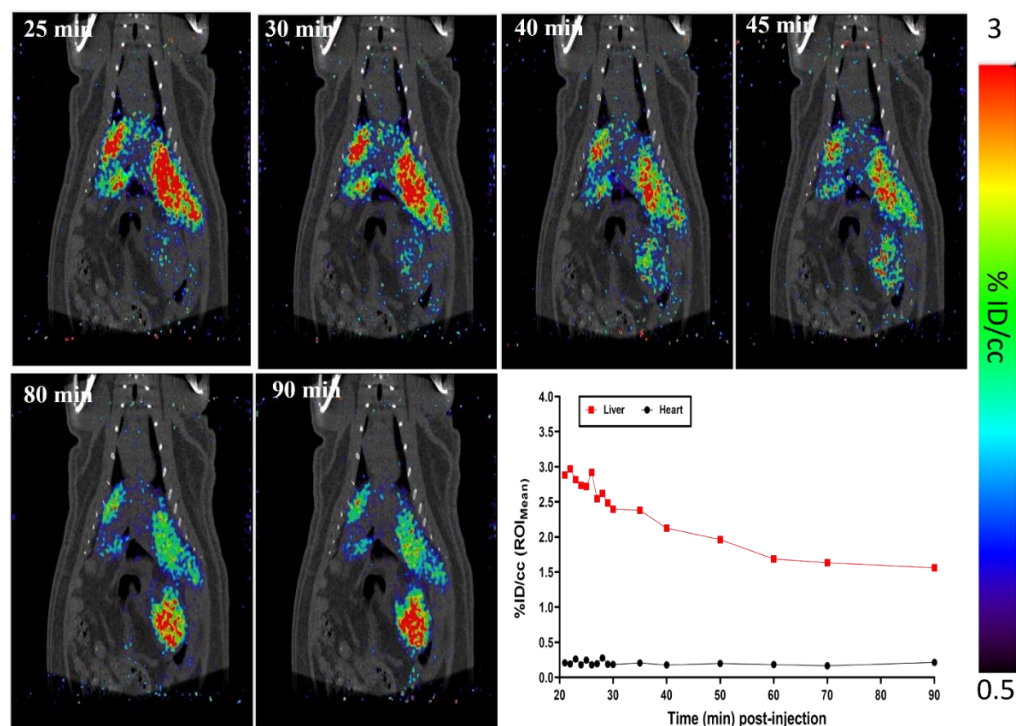 25 min
30 min
40 min
45 min
3
% ID/cc
0.5
80 min
90 min
4.0
3.5
3.0
2.5
2.0
1.5
1.0
0.5
0.0
%ID/cc (ROIMean)
Liver Heart
20 30 40 50 60 70 80 90
Time (min) post-injection